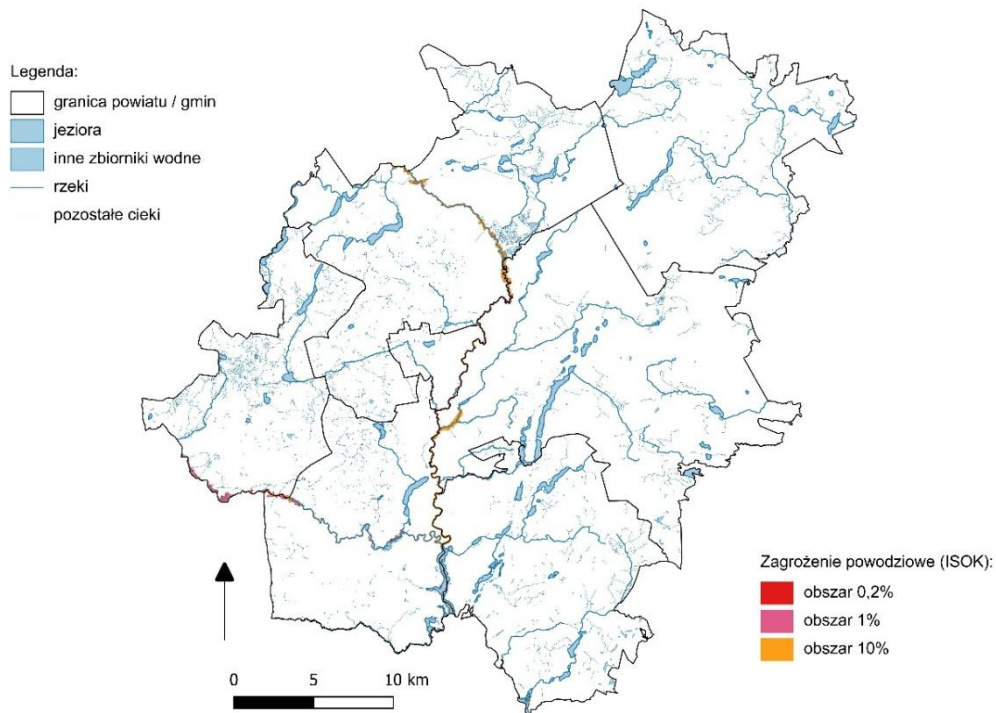 Legenda:
granica powiatu / gmin
jeziora
inne zbiorniki wodne
rzeki
pozostałe cieki
Zagrożenie powodziowe (ISOK):
obszar 0,2%
obszar 1%
obszar 10%
0 5 10 km